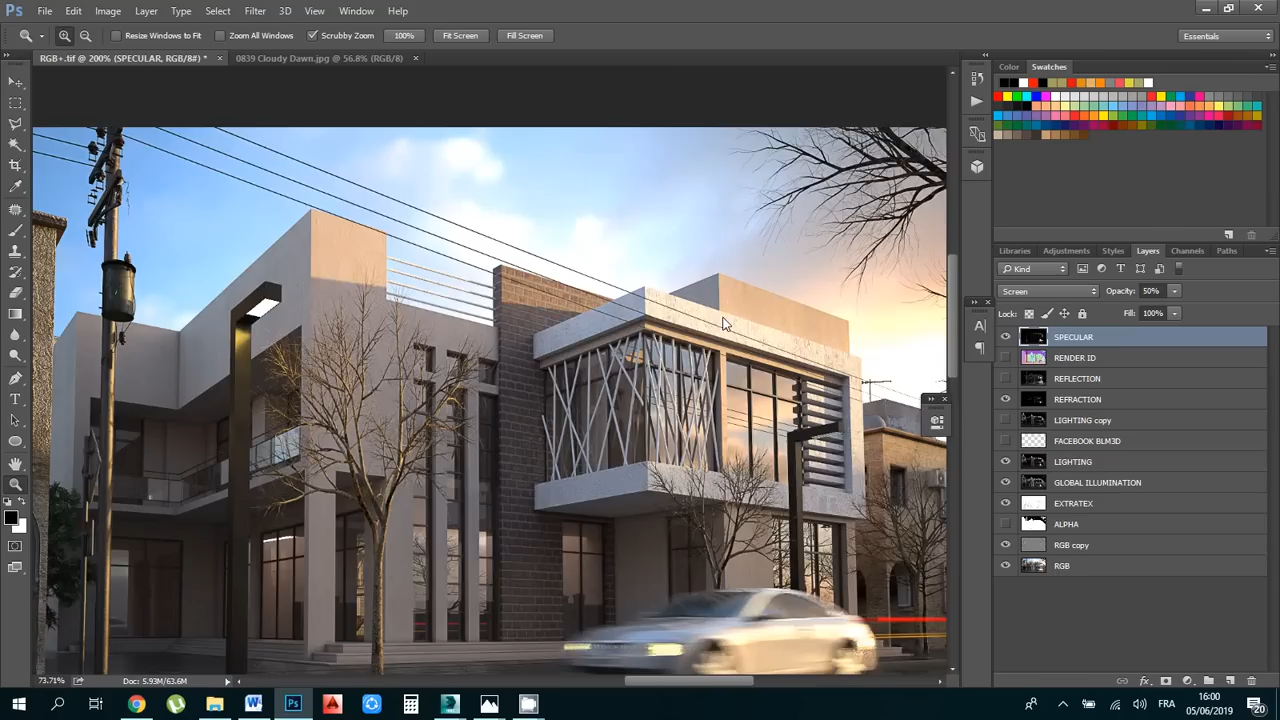 Ps File Edit Image Layer Type Select Filter 3D View Window Help
Resize Windows to Fit Zoom All Windows Scrubby Zoom 100% Fit Screen Fill Screen Essentials
RGB+.tif @ 200% (SPECULAR, RGB/8#) * × 0839 Cloudy Dawn.jpg @ 56.8% (RGB/8) ×
Color Swatches
Libraries Adjustments Styles Layers Channels Paths
Kind
Screen Opacity: 50%
Lock: Fill: 100%
SPECULAR
RENDER ID
REFLECTION
REFRACTION
LIGHTING copy
FACEBOOK BLM3D
LIGHTING
GLOBAL ILLUMINATION
EXTRATEX
ALPHA
RGB copy
RGB
73.71% Doc: 5.93M/63.6M
FRA
16:00
05/06/2019
20